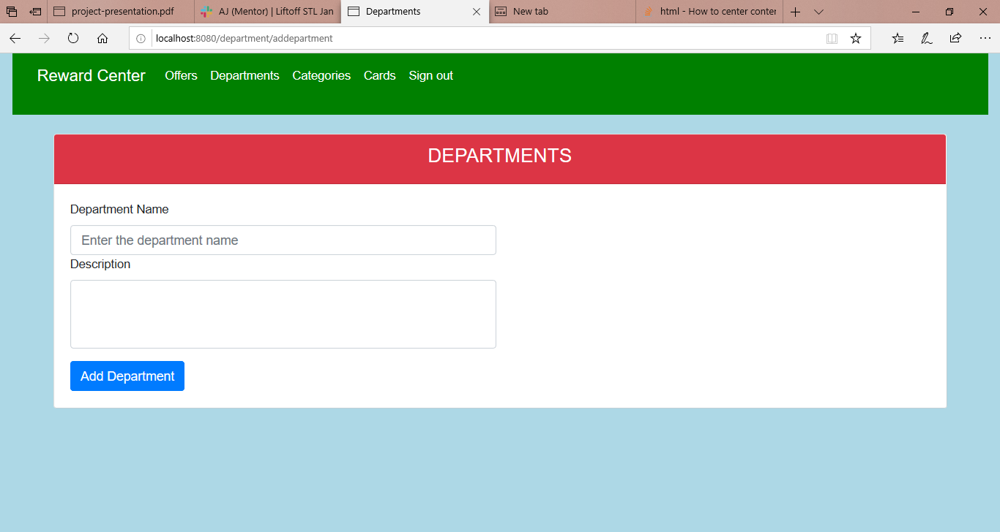 project-presentation.pdf
AJ (Mentor) | Liftoff STL Jan
Departments
New tab
html - How to center conter
localhost:8080/department/addepartment
Reward Center Offers Departments Categories Cards Sign out
DEPARTMENTS
Department Name
Enter the department name
Description
Add Department